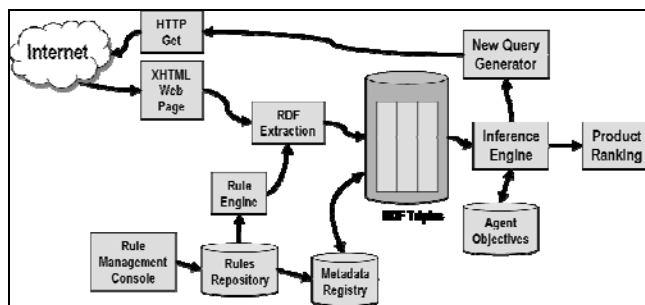 HTTP
Get
Internet
New Query
Generator
XHTML
Web
Page
RDF
Extraction
Inference
Engine
Product
Ranking
Rule
Engine
RDF Triples
Agent
Objectives
Rule
Management
Console
Rules
Repository
Metadata
Registry